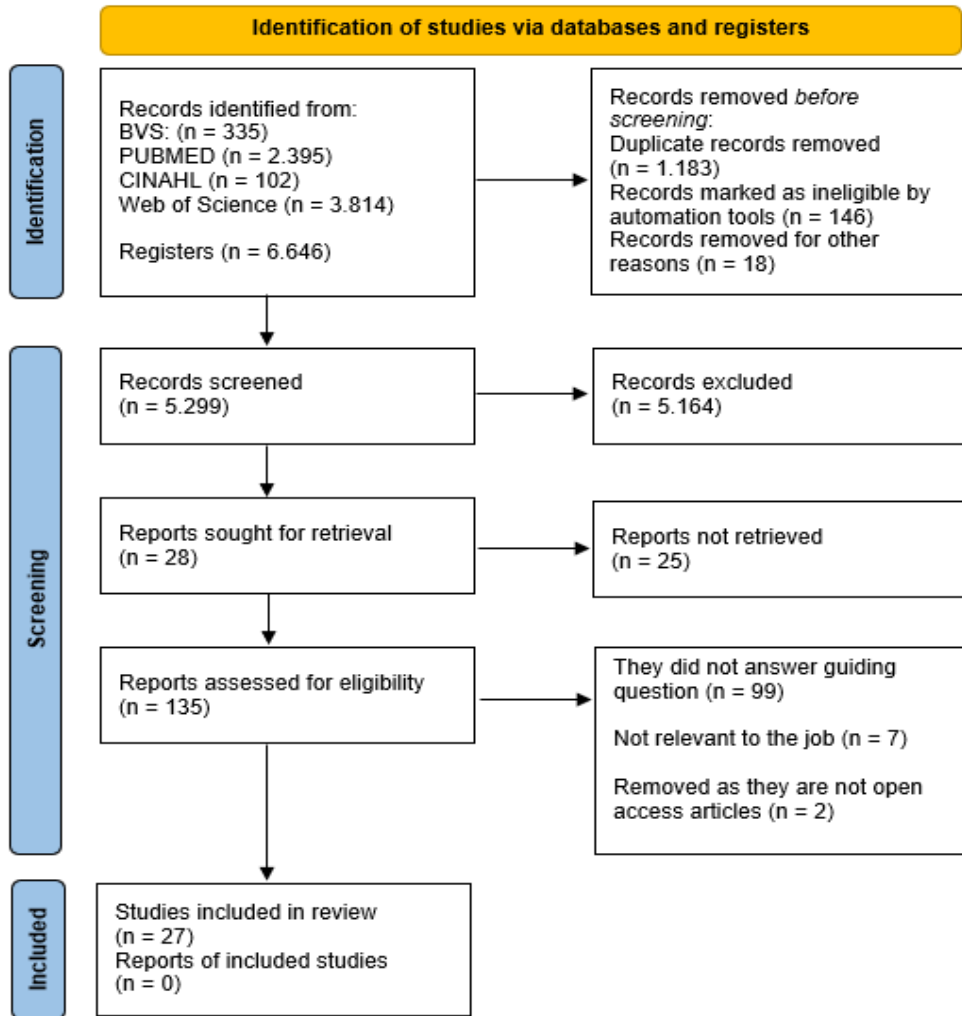 Identification of studies via databases and registers
Identification
Records identified from:
BVS: (n = 335)
PUBMED (n = 2.395)
CINAHL (n = 102)
Web of Science (n = 3.814)
Registers (n = 6.646)
Records removed before
screening:
Duplicate records removed
(n = 1.183)
Records marked as ineligible by
automation tools (n = 146)
Records removed for other
reasons (n = 18)
Screening
Records screened
(n = 5.299)
Records excluded
(n = 5.164)
Reports sought for retrieval
(n = 28)
Reports not retrieved
(n = 25)
Reports assessed for eligibility
(n = 135)
They did not answer guiding
question (n = 99)
Not relevant to the job (n = 7)
Removed as they are not open
access articles (n = 2)
Included
Studies included in review
(n = 27)
Reports of included studies
(n = 0)